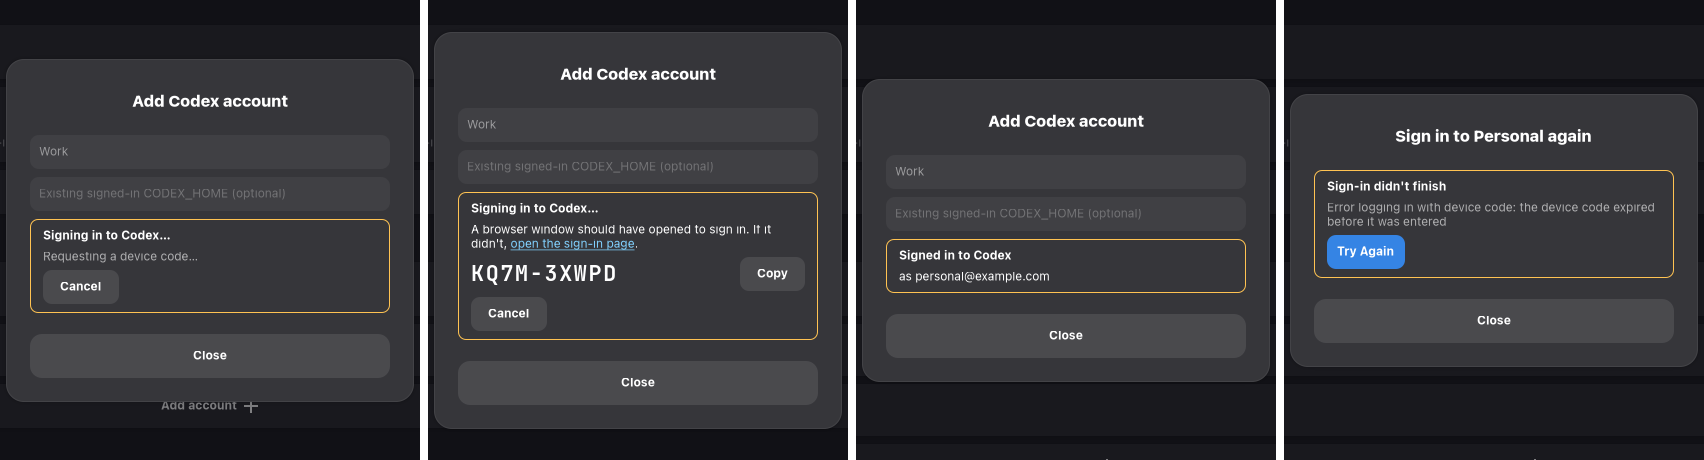 Add Codex account
Work
Existing signed-in CODEX_HOME (optional)
Signing in to Codex...
Requesting a device code...
Cancel
Close
Add account
Add Codex account
Work
Existing signed-in CODEX_HOME (optional)
Signing in to Codex...
A browser window should have opened to sign in. If it
didn't, open the sign-in page.
KQ7M-3XWPD
Copy
Cancel
Close
Add Codex account
Work
Existing signed-in CODEX_HOME (optional)
Signed in to Codex
as personal@example.com
Close
Sign in to Personal again
Sign-in didn't finish
Error logging in with device code: the device code expired
before it was entered
Try Again
Close